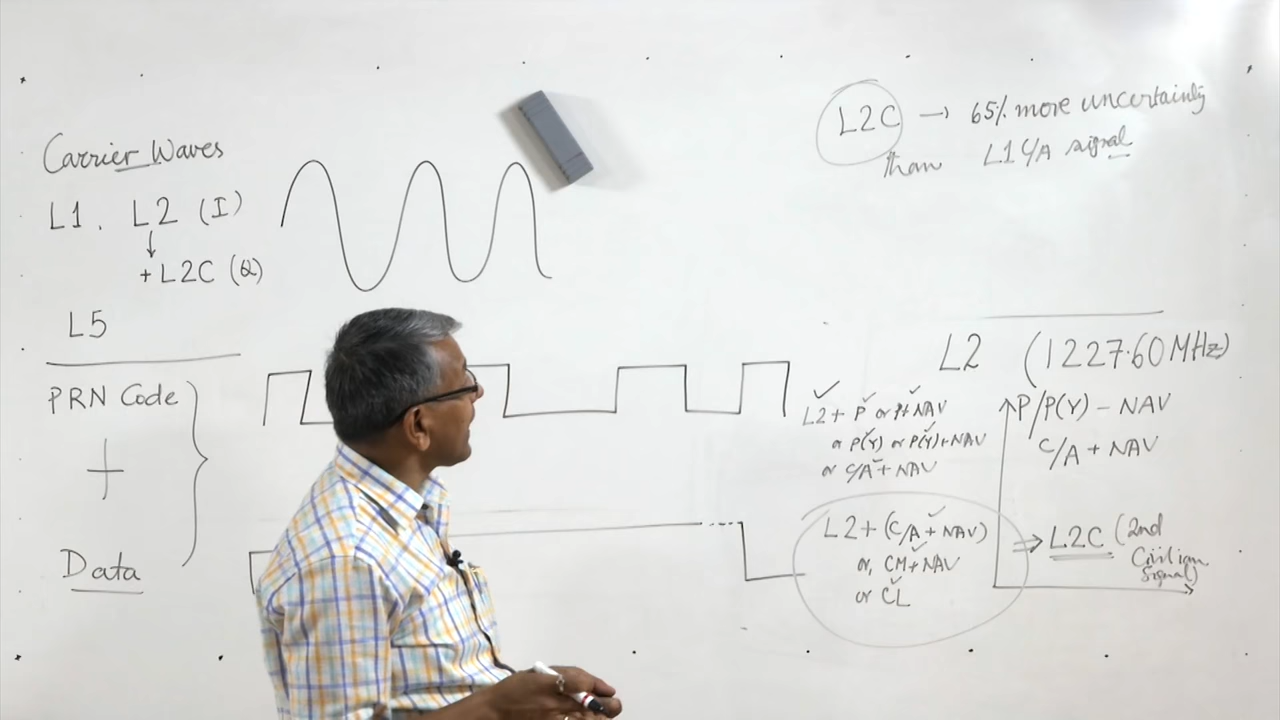 Carrier Waves
L1, L2 (I)
+ L2C (Q)
L5
PRN Code
+
Data
L2C → 65% more uncertainty
than L1 C/A signal
L2 (1227.60 MHz)
L2+ P or P+NAV
or P(Y) or P(Y)+NAV
or C/A + NAV
P/P(Y) - NAV
C/A + NAV
L2 + (C/A + NAV)
or, CM + NAV
or CL
⇒ L2C (2nd
Civilian
Signal)